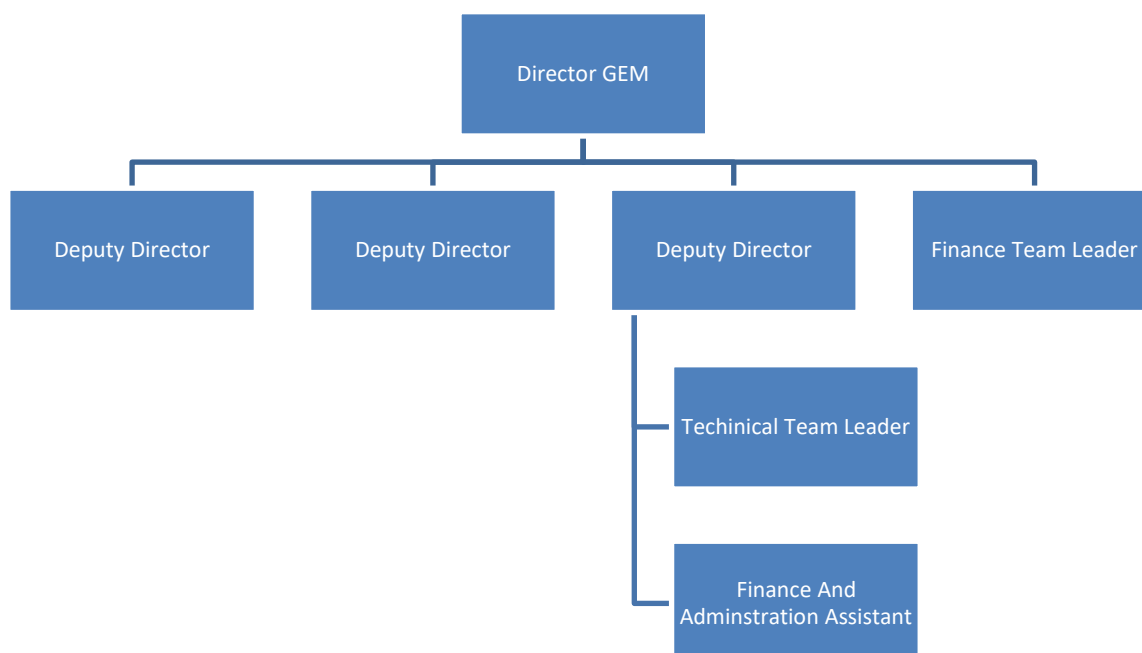 Director GEM
Deputy Director
Deputy Director
Deputy Director
Finance Team Leader
Techinical Team Leader
Finance And
Adminstration Assistant